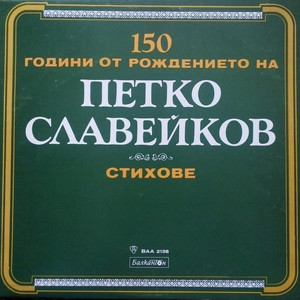 150
ГОДИНИ ОТ РОЖДЕНИЕТО НА
ПЕТКО
СЛАВЕЙКОВ
СТИХОВЕ
ВАА 2196
Балкантон